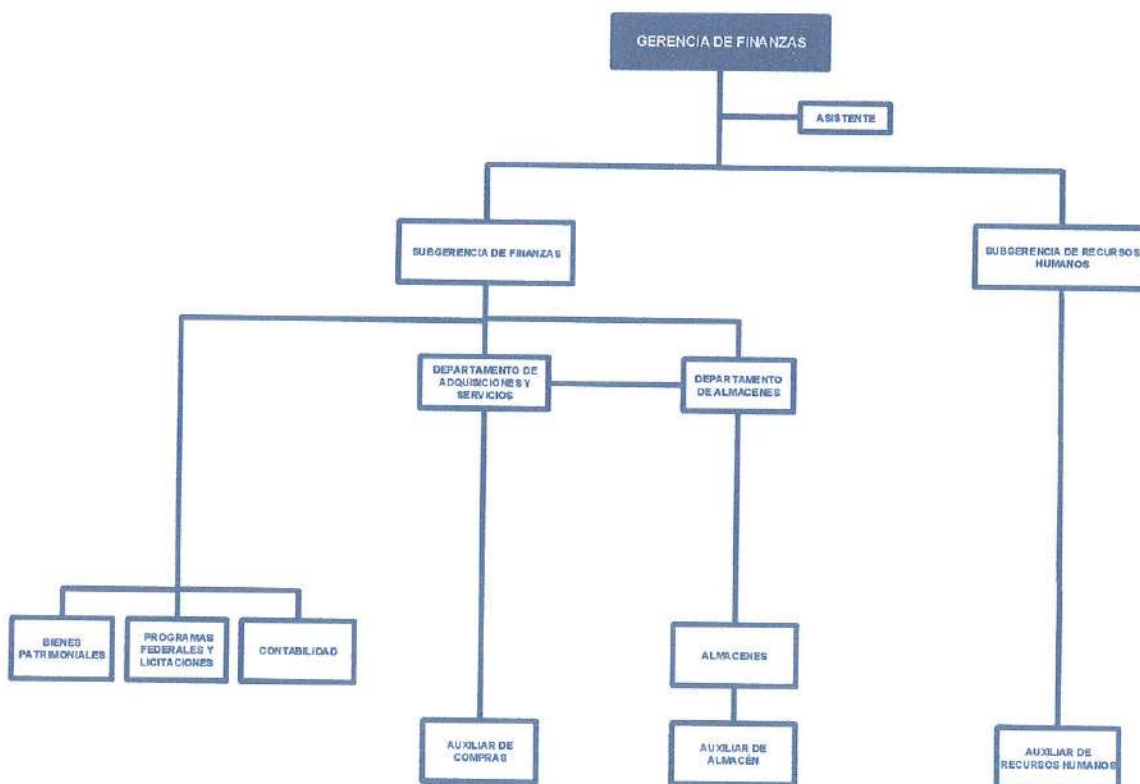 GERENCIA DE FINANZAS
ASISTENTE
SUBGERENCIA DE FINANZAS
SUBGERENCIA DE RECURSOS
HUMANOS
DEPARTAMENTO DE
ADQUISICIONES Y
SERVICIOS
DEPARTAMENTO
DE ALMACENES
BIENES
PATRIMONIALES
PROGRAMAS
FEDERALES Y
LICITACIONES
CONTABILIDAD
ALMACENES
AUXILIAR DE
COMPRAS
AUXILIAR DE
ALMACÉN
AUXILIAR DE
RECURSOS HUMANOS